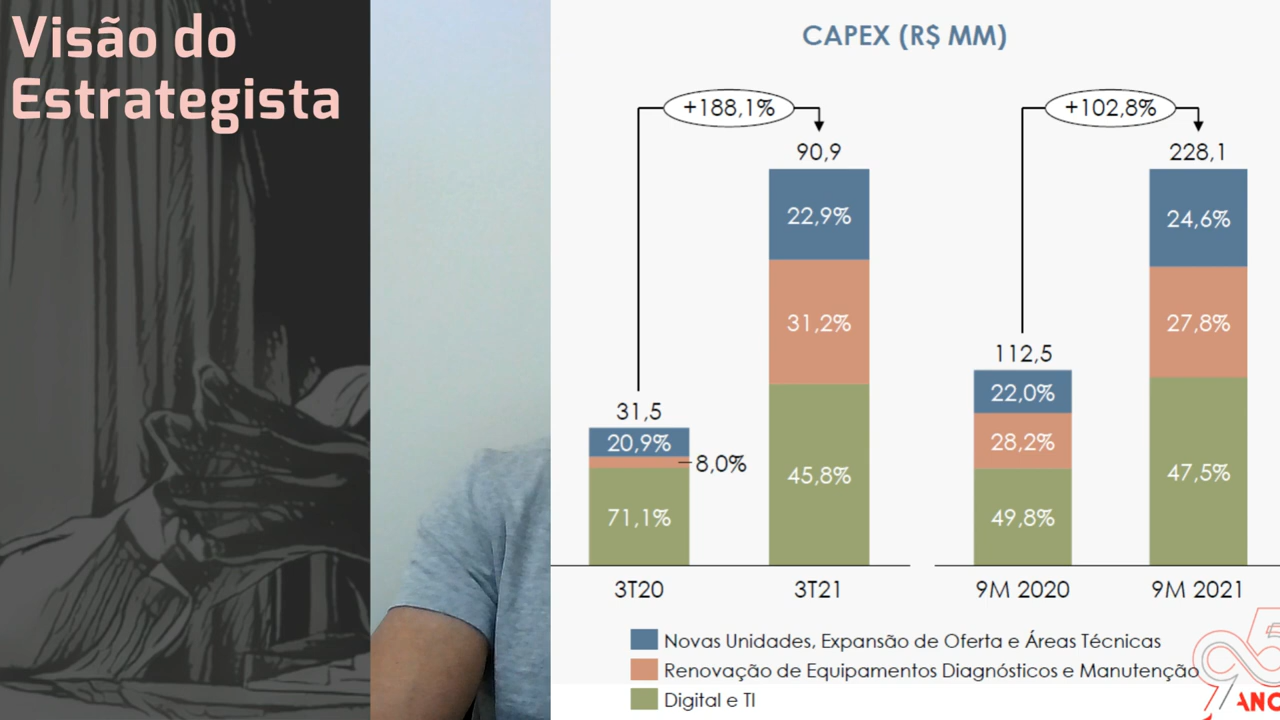 Visão do
Estrategista
CAPEX (R$ MM)
+188,1%
+102,8%
90,9
228,1
22,9%
24,6%
31,2%
27,8%
112,5
22,0%
31,5
20,9%
8,0%
28,2%
45,8%
47,5%
71,1%
49,8%
3T20
3T21
9M 2020
9M 2021
Novas Unidades, Expansão de Oferta e Áreas Técnicas
Renovação de Equipamentos Diagnósticos e Manutenção
Digital e TI
95